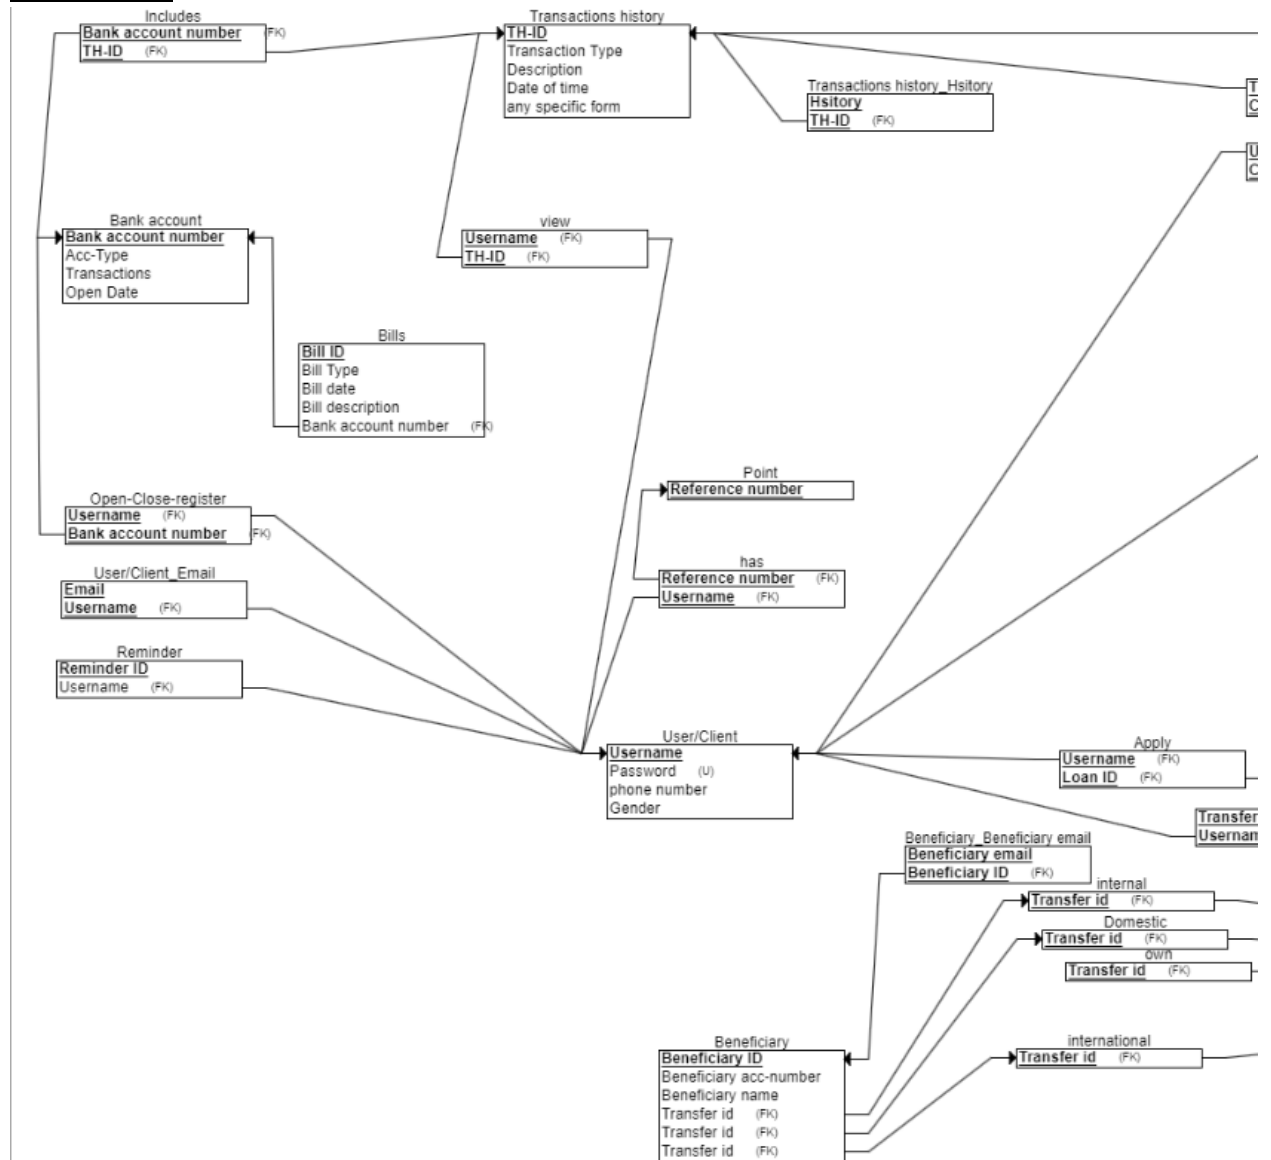 Includes
Bank account number (FK)
TH-ID (FK)
Transactions history
TH-ID
Transaction Type
Description
Date of time
any specific form
Transactions history_Hsitory
Hsitory
TH-ID (FK)
Bank account
Bank account number
Acc-Type
Transactions
Open Date
view
Username (FK)
TH-ID (FK)
Bills
Bill ID
Bill Type
Bill date
Bill description
Bank account number (FK)
Point
Reference number
Open-Close-register
Username (FK)
Bank account number (FK)
has
Reference number (FK)
Username (FK)
User/Client_Email
Email
Username (FK)
Reminder
Reminder ID
Username (FK)
User/Client
Username
Password (U)
phone number
Gender
Apply
Username (FK)
Loan ID (FK)
Transfer
Usernam
Beneficiary_Beneficiary email
Beneficiary email
Beneficiary ID (FK)
internal
Transfer id (FK)
Domestic
Transfer id (FK)
own
Transfer id (FK)
international
Transfer id (FK)
Beneficiary
Beneficiary ID
Beneficiary acc-number
Beneficiary name
Transfer id (FK)
Transfer id (FK)
Transfer id (FK)